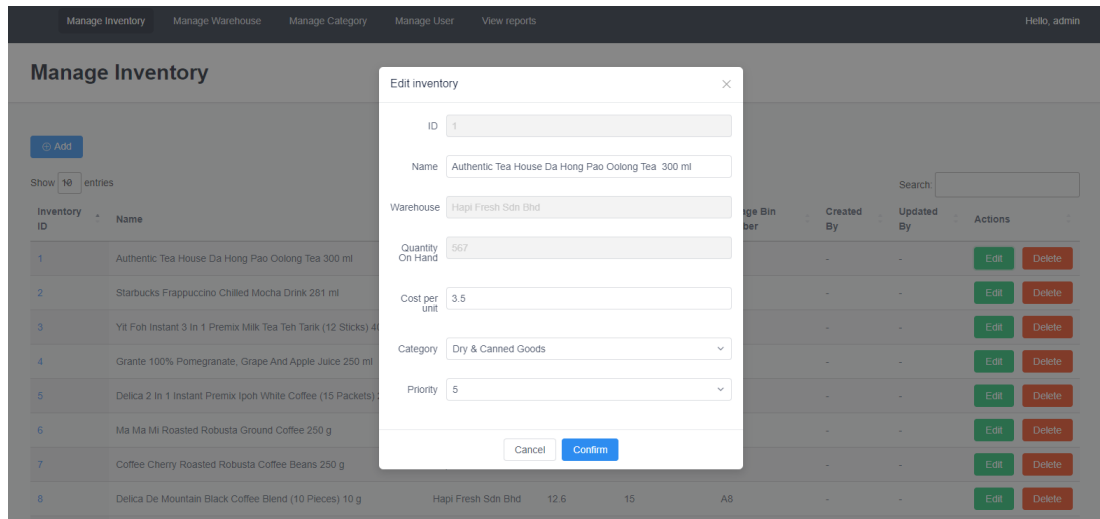 Manage Inventory Manage Warehouse Manage Category Manage User View reports Hello, admin
Manage Inventory
Edit inventory
ID 1
Add
Name Authentic Tea House Da Hong Pao Oolong Tea 300 ml
Show 10 entries
Search:
Warehouse Hapi Fresh Sdn Bhd
Inventory ID
Name
Created By
Updated By
Actions
Quantity On Hand 567
1 Authentic Tea House Da Hong Pao Oolong Tea 300 ml - - Edit Delete
2 Starbucks Frappuccino Chilled Mocha Drink 281 ml - - Edit Delete
Cost per unit 3.5
3 Yit Foh Instant 3 In 1 Premix Milk Tea Teh Tarik (12 Sticks) - - Edit Delete
Category Dry & Canned Goods
4 Grante 100% Pomegranate, Grape And Apple Juice 250 ml - - Edit Delete
Priority 5
5 Delica 2 In 1 Instant Premix Ipoh White Coffee (15 Packets) - - Edit Delete
6 Ma Ma Mi Roasted Robusta Ground Coffee 250 g - - Edit Delete
Cancel Confirm
7 Coffee Cherry Roasted Robusta Coffee Beans 250 g - - Edit Delete
8 Delica De Mountain Black Coffee Blend (10 Pieces) 10 g Hapi Fresh Sdn Bhd 12.6 15 A8 - - Edit Delete